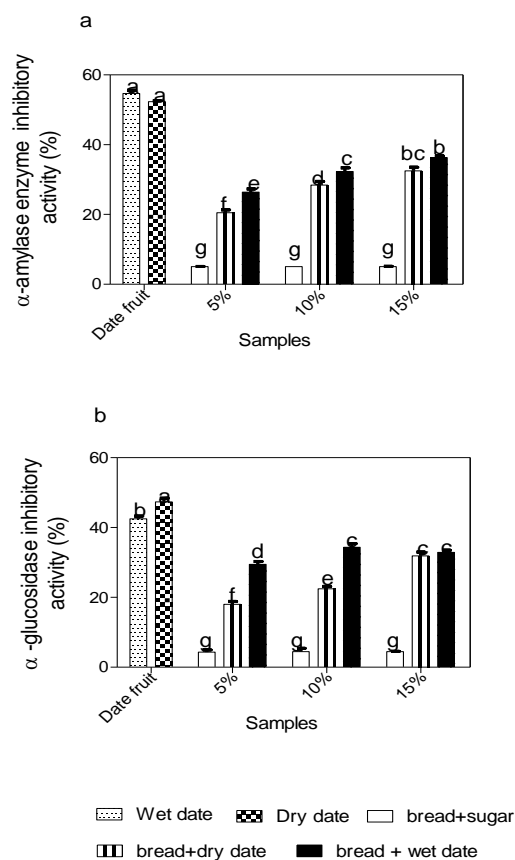 a
α-amylase enzyme inhibitory
activity (%)
60
40
20
0
a
a
g
f
e
g
d
c
g
bc
b
Date fruit
5%
10%
15%
Samples
b
α -glucosidase inhibitory
activity (%)
60
40
20
0
b
a
g
f
d
g
e
c
g
c
c
Date fruit
5%
10%
15%
Samples
Wet date
Dry date
bread+sugar
bread+dry date
bread + wet date